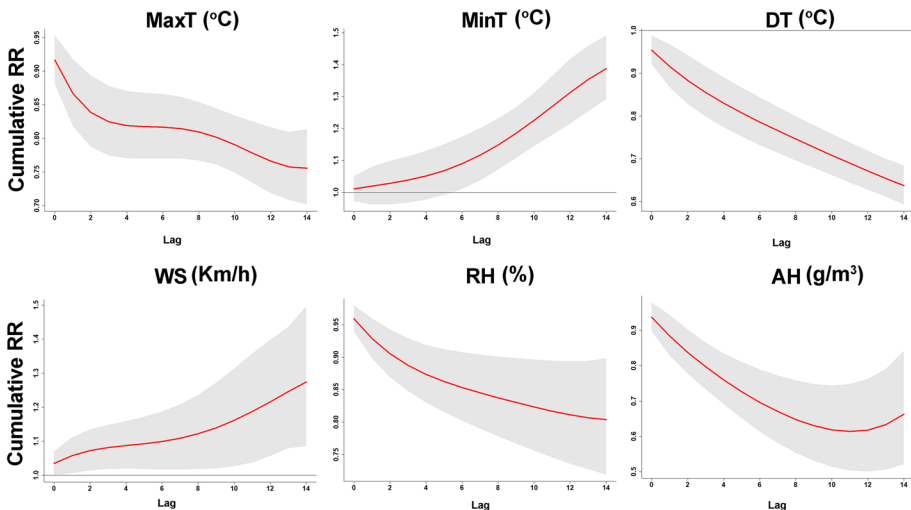 MaxT (°C)
MinT (°C)
DT (°C)
Cumulative RR
0.95
0.90
0.85
0.80
0.75
0.70
0 2 4 6 8 10 12 14
Lag
1.5
1.4
1.3
1.2
1.1
1.0
0 2 4 6 8 10 12 14
Lag
1.0
0.9
0.8
0.7
0.6
0 2 4 6 8 10 12 14
Lag
WS (Km/h)
RH (%)
AH (g/m³)
Cumulative RR
1.5
1.4
1.3
1.2
1.1
1.0
0 2 4 6 8 10 12 14
Lag
0.95
0.90
0.85
0.80
0.75
0 2 4 6 8 10 12 14
Lag
0.9
0.8
0.7
0.6
0.5
0 2 4 6 8 10 12 14
Lag